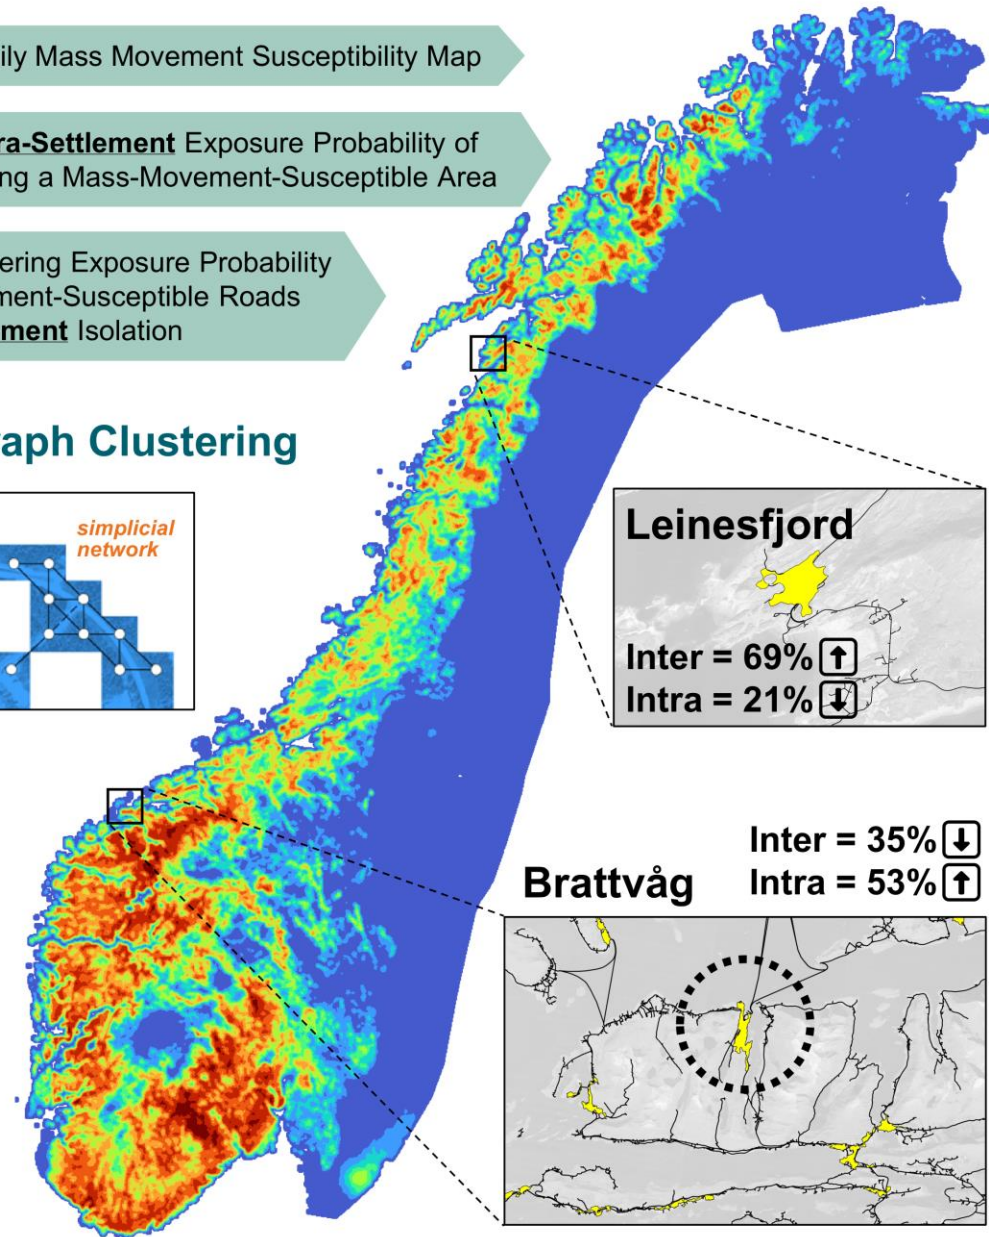 ily Mass Movement Susceptibility Map
ra-Settlement Exposure Probability of
ng a Mass-Movement-Susceptible Area
ering Exposure Probability
ment-Susceptible Roads
ment Isolation
aph Clustering
simplicial
network
Leinesfjord
Inter = 69% ↑
Intra = 21% ↓
Inter = 35% ↓
Intra = 53% ↑
Brattvåg